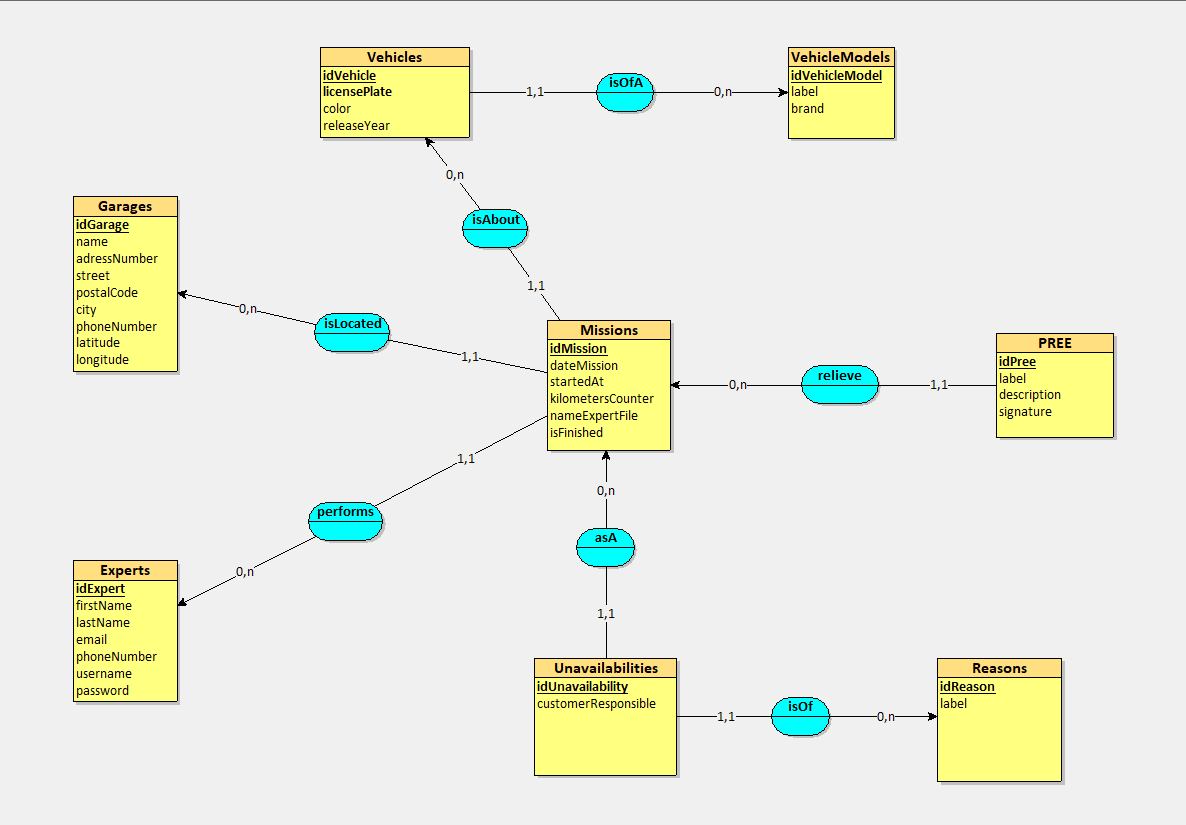 Vehicles
idVehicle
licensePlate
color
releaseYear
1,1
isOfA
0,n
VehicleModels
idVehicleModel
label
brand
0,n
isAbout
1,1
Garages
idGarage
name
adressNumber
street
postalCode
city
phoneNumber
latitude
longitude
0,n
isLocated
1,1
Missions
idMission
dateMission
startedAt
kilometersCounter
nameExpertFile
isFinished
0,n
relieve
1,1
PREE
idPree
label
description
signature
1,1
performs
0,n
Experts
idExpert
firstName
lastName
email
phoneNumber
username
password
0,n
asA
1,1
Unavailabilities
idUnavailability
customerResponsible
1,1
isOf
0,n
Reasons
idReason
label